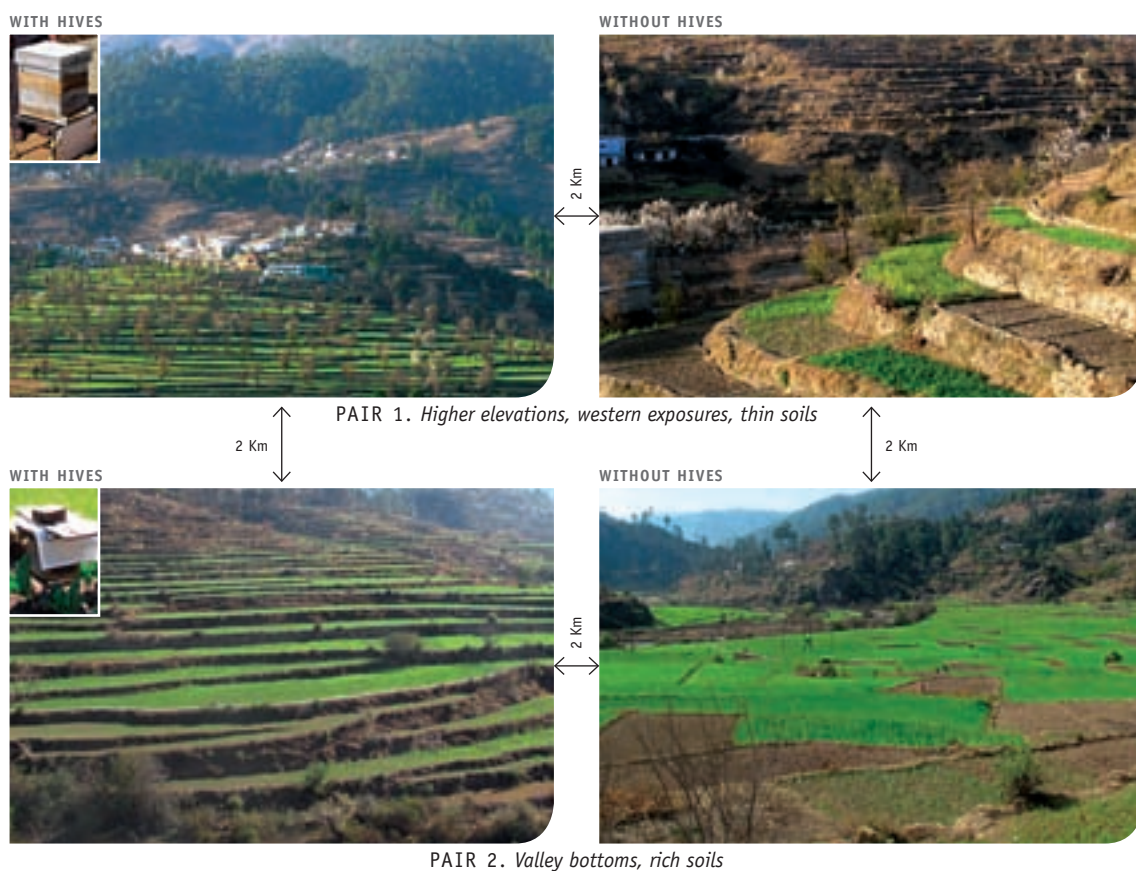 WITH HIVES
WITHOUT HIVES
2 Km
PAIR 1. Higher elevations, western exposures, thin soils
2 Km
2 Km
WITH HIVES
WITHOUT HIVES
2 Km
PAIR 2. Valley bottoms, rich soils